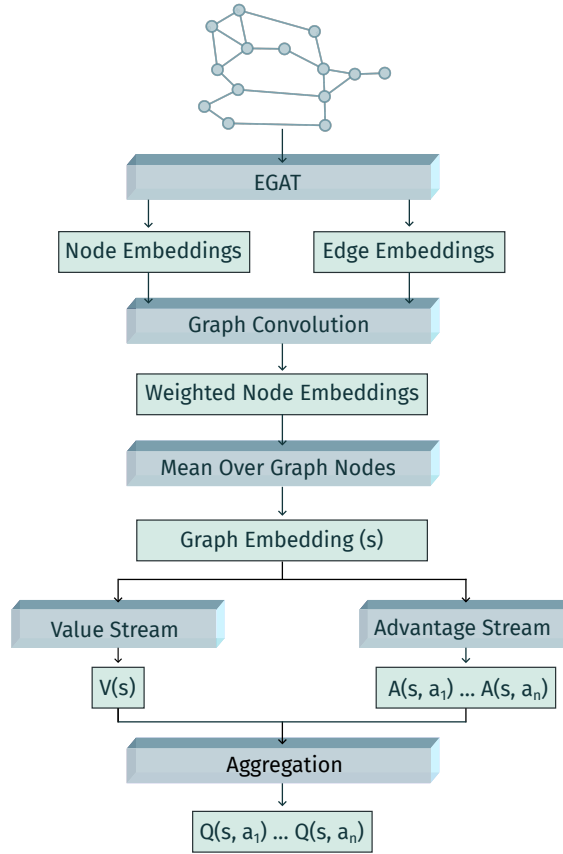 EGAT
Node Embeddings
Edge Embeddings
Graph Convolution
Weighted Node Embeddings
Mean Over Graph Nodes
Graph Embedding (s)
Value Stream
Advantage Stream
V(s)
A(s, a₁) ... A(s, aₙ)
Aggregation
Q(s, a₁) ... Q(s, aₙ)